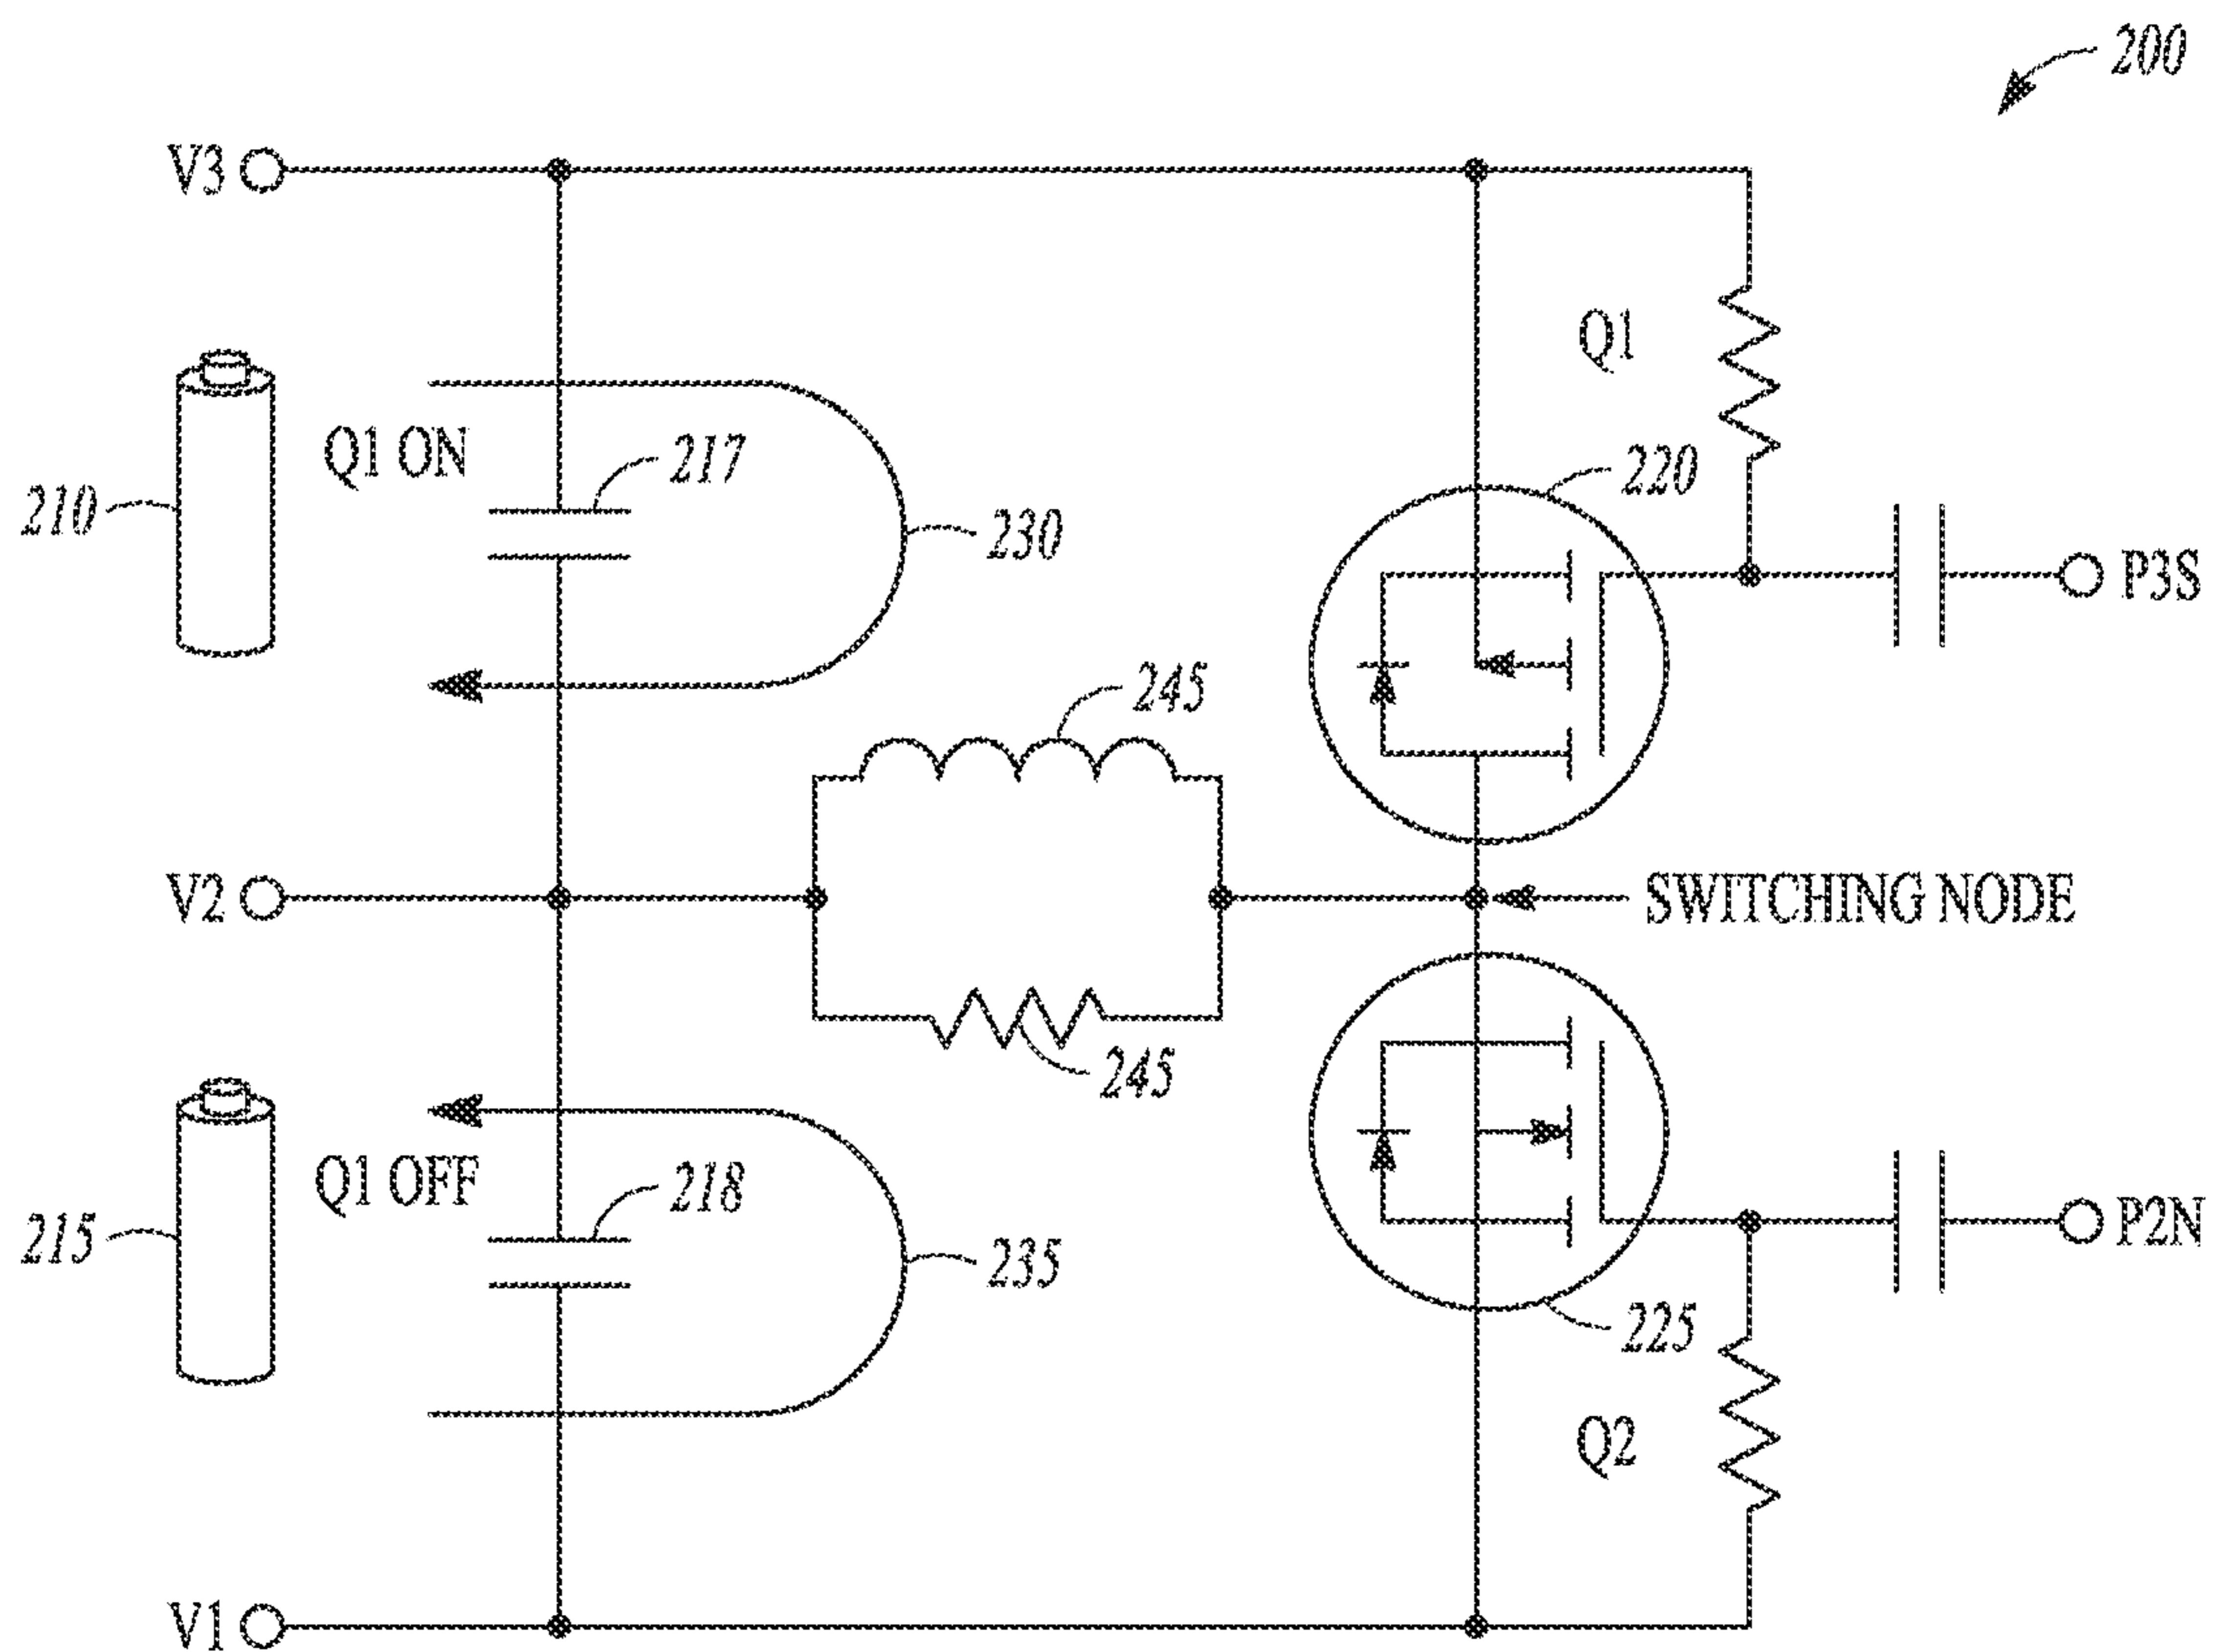 200
V3
Q1
Q1 ON
217
220
210
230
P3S
245
V2
SWITCHING NODE
245
Q1 OFF
218
215
235
P2N
225
Q2
V1